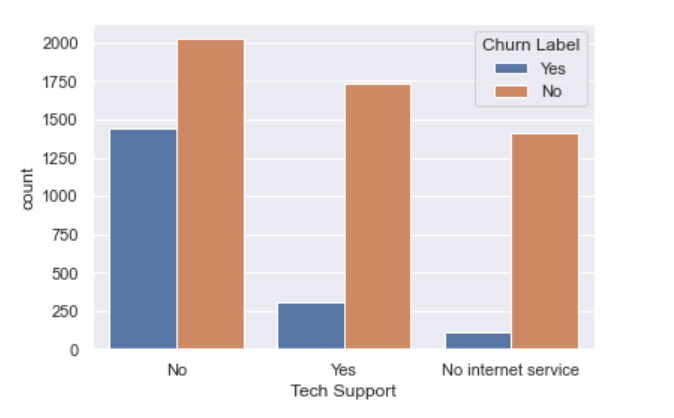 Churn Label
Yes
No
2000
1750
1500
1250
1000
750
500
250
0
count
No
Yes
No internet service
Tech Support